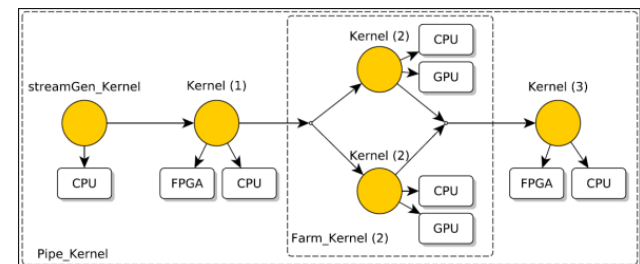 Kernel (2)
CPU
GPU
streamGen_Kernel
Kernel (1)
Kernel (3)
CPU
FPGA
CPU
Kernel (2)
CPU
GPU
FPGA
CPU
Farm_Kernel (2)
Pipe_Kernel